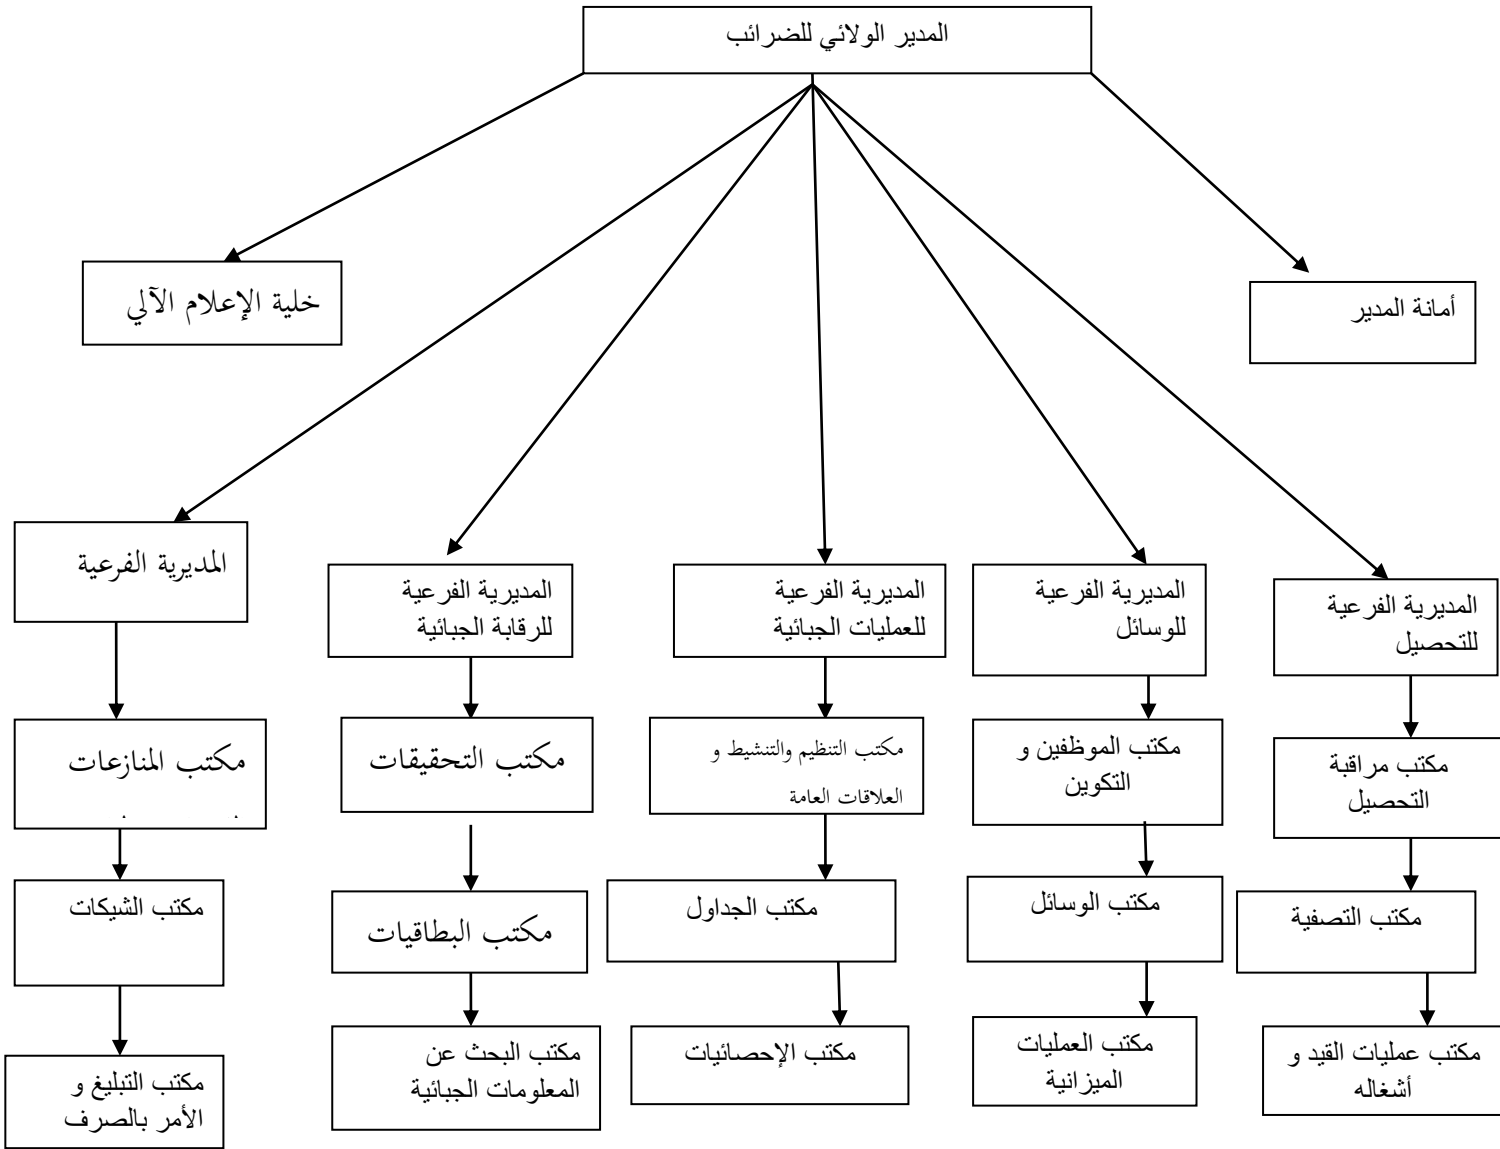 المدير الولائي للضرائب
أمانة المدير
خلية الإعلام الآلي
المديرية الفرعية
للتحصيل
المديرية الفرعية
للوسائل
المديرية الفرعية
للعمليات الجبائية
المديرية الفرعية
للرقابة الجبائية
المديرية الفرعية
مكتب مراقبة
التحصيل
مكتب الموظفين و
التكوين
مكتب التنظيم والتنشيط و
العلاقات العامة
مكتب التحقيقات
مكتب المنازعات
مكتب التصفية
مكتب الوسائل
مكتب الجداول
مكتب البطاقيات
مكتب الشيكات
مكتب عمليات القيد و
أشغاله
مكتب العمليات
الميزانية
مكتب الإحصائيات
مكتب البحث عن
المعلومات الجبائية
مكتب التبليغ و
الأمر بالصرف